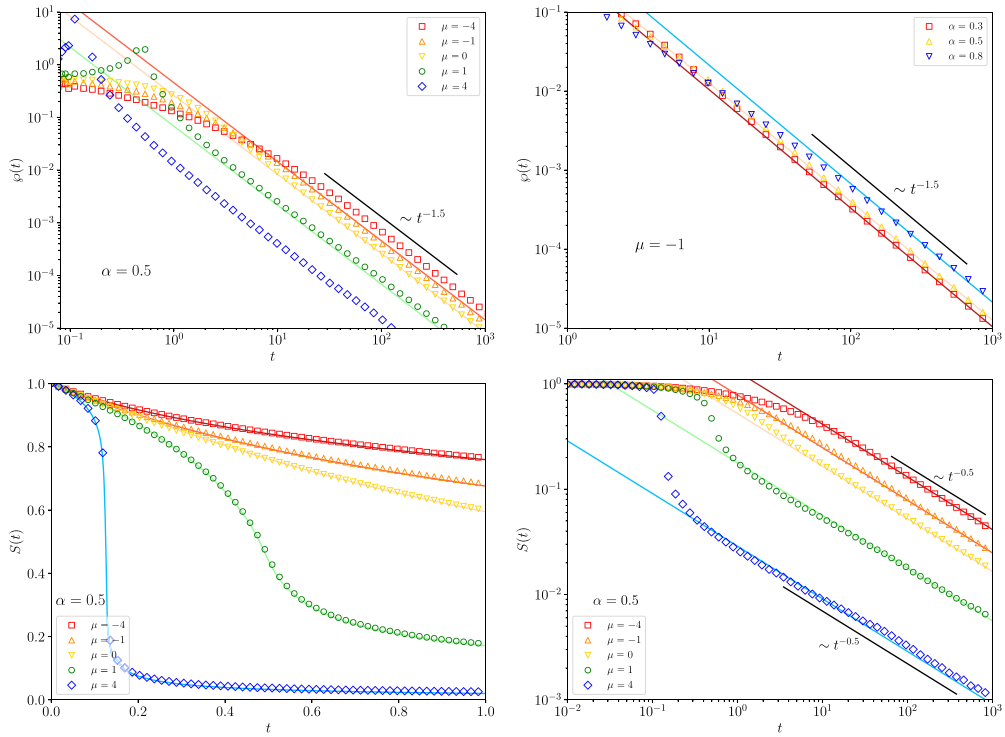 10^1
10^0
10^{-1}
10^{-2}
10^{-3}
10^{-4}
10^{-5}
℘(t)
μ = −4
μ = −1
μ = 0
μ = 1
μ = 4
∼ t^{−1.5}
α = 0.5
10^{-1}
10^0
10^1
10^2
10^3
t
10^{-1}
10^{-2}
10^{-3}
10^{-4}
10^{-5}
℘(t)
α = 0.3
α = 0.5
α = 0.8
∼ t^{−1.5}
μ = −1
10^0
10^1
10^2
10^3
t
1.0
0.8
0.6
0.4
0.2
0.0
S(t)
α = 0.5
μ = −4
μ = −1
μ = 0
μ = 1
μ = 4
0.0
0.2
0.4
0.6
0.8
1.0
t
10^0
10^{-1}
10^{-2}
10^{-3}
S(t)
∼ t^{−0.5}
α = 0.5
μ = −4
μ = −1
μ = 0
μ = 1
μ = 4
∼ t^{−0.5}
10^{-2}
10^{-1}
10^0
10^1
10^2
10^3
t